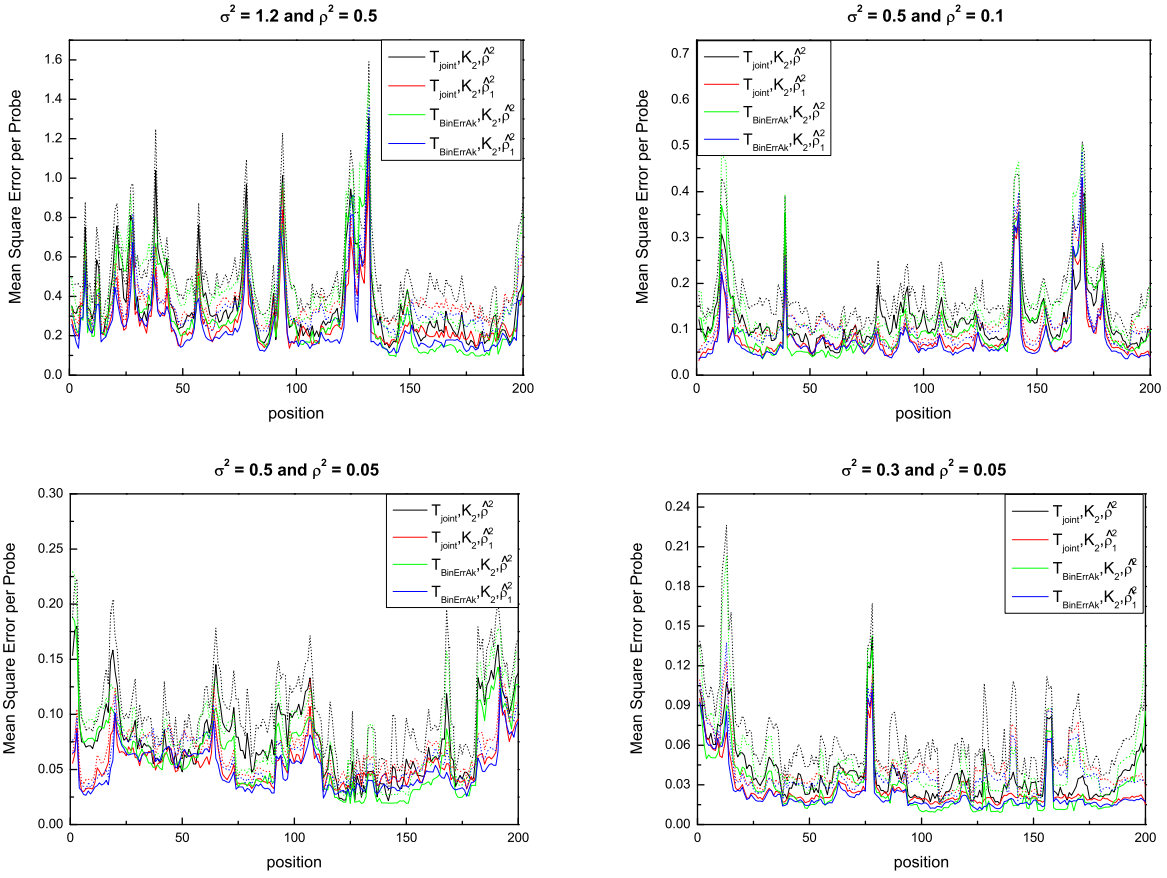 σ² = 1.2 and ρ² = 0.5
Mean Square Error per Probe
1.6
1.4
1.2
1.0
0.8
0.6
0.4
0.2
0.0
0
50
100
150
200
position
T_joint,K_2,ρ̂²
T_joint,K_2,ρ̂_1²
T_BinErrAk,K_2,ρ̂²
T_BinErrAk,K_2,ρ̂_1²
σ² = 0.5 and ρ² = 0.1
Mean Square Error per Probe
0.7
0.6
0.5
0.4
0.3
0.2
0.1
0.0
0
50
100
150
200
position
T_joint,K_2,ρ̂²
T_joint,K_2,ρ̂_1²
T_BinErrAk,K_2,ρ̂²
T_BinErrAk,K_2,ρ̂_1²
σ² = 0.5 and ρ² = 0.05
Mean Square Error per Probe
0.30
0.25
0.20
0.15
0.10
0.05
0.00
0
50
100
150
200
position
T_joint,K_2,ρ̂²
T_joint,K_2,ρ̂_1²
T_BinErrAk,K_2,ρ̂²
T_BinErrAk,K_2,ρ̂_1²
σ² = 0.3 and ρ² = 0.05
Mean Square Error per Probe
0.24
0.21
0.18
0.15
0.12
0.09
0.06
0.03
0.00
0
50
100
150
200
position
T_joint,K_2,ρ̂²
T_joint,K_2,ρ̂_1²
T_BinErrAk,K_2,ρ̂²
T_BinErrAk,K_2,ρ̂_1²